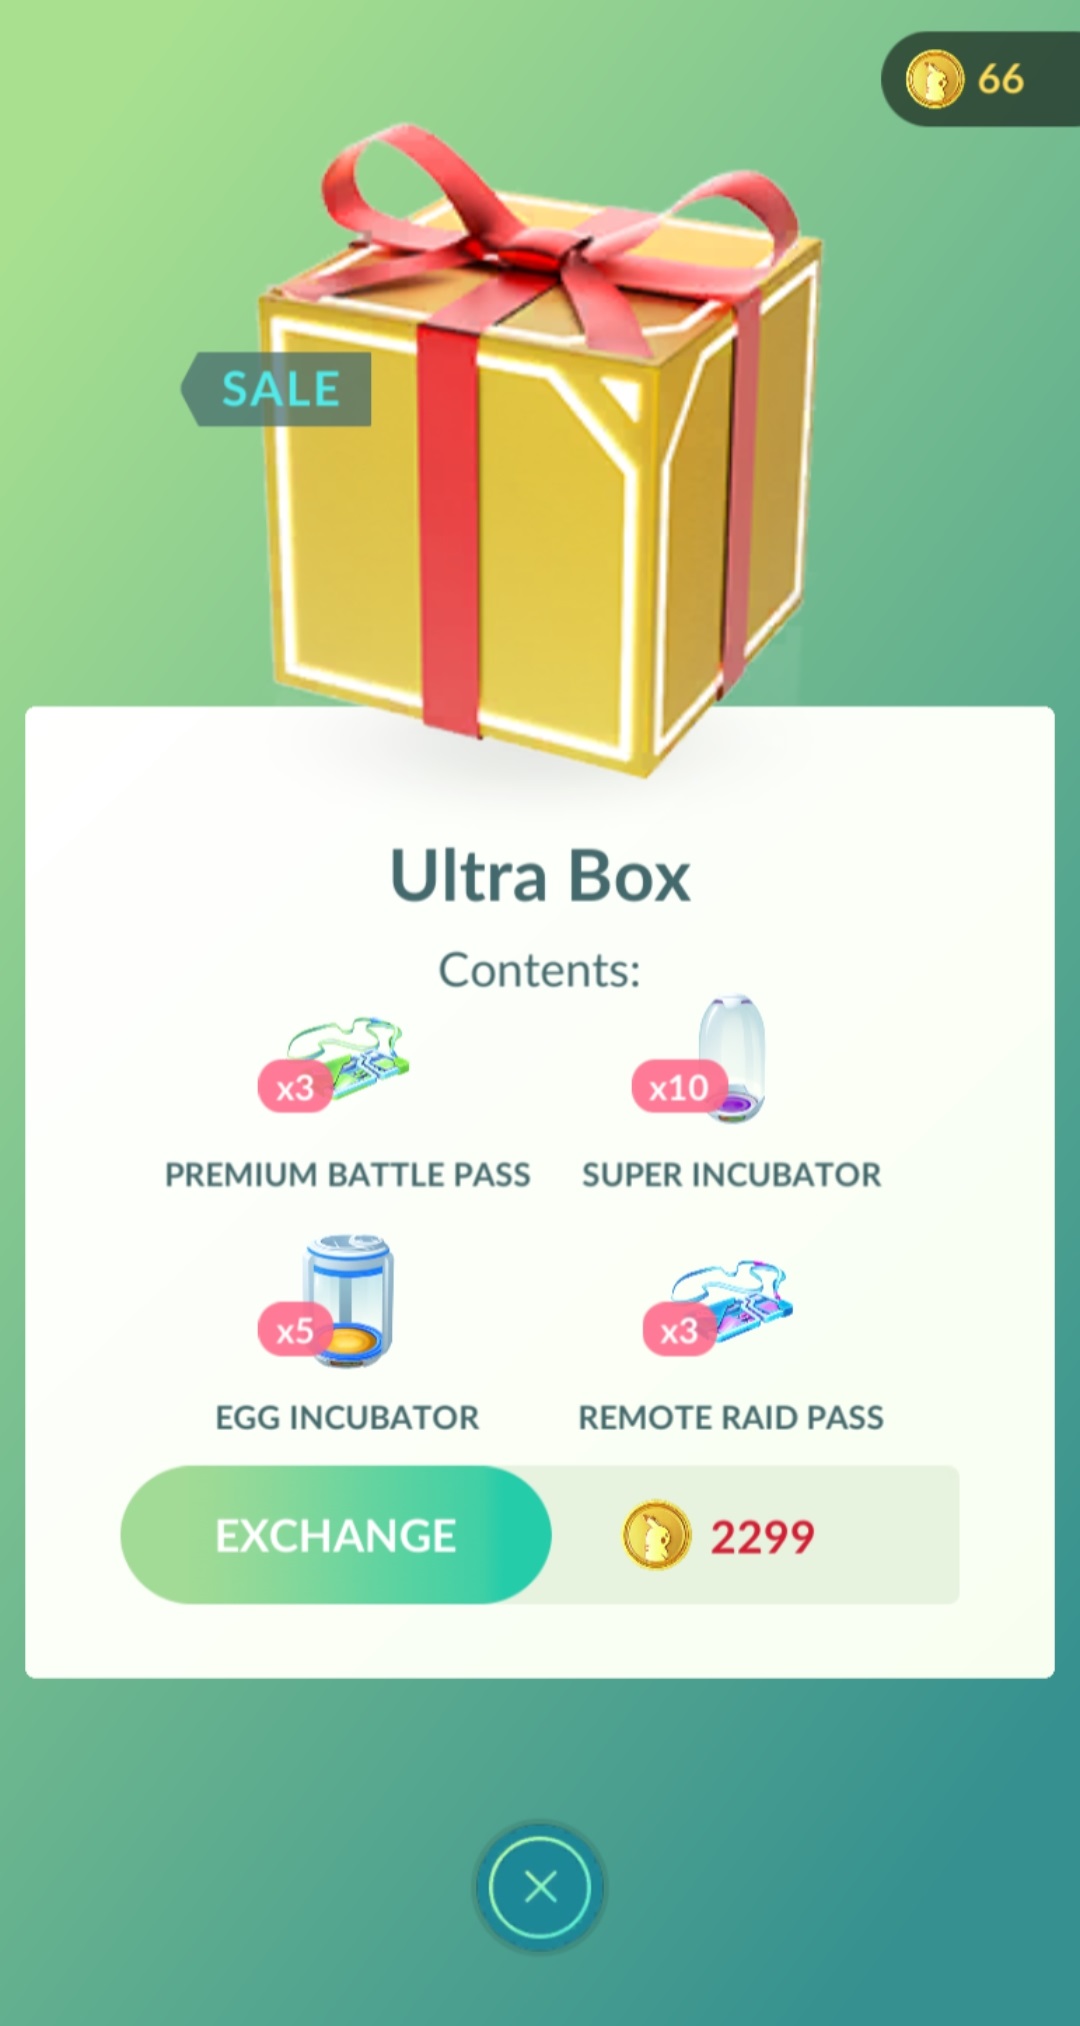 66
SALE
Ultra Box
Contents:
x3
x10
PREMIUM BATTLE PASS
SUPER INCUBATOR
x5
x3
EGG INCUBATOR
REMOTE RAID PASS
EXCHANGE
2299